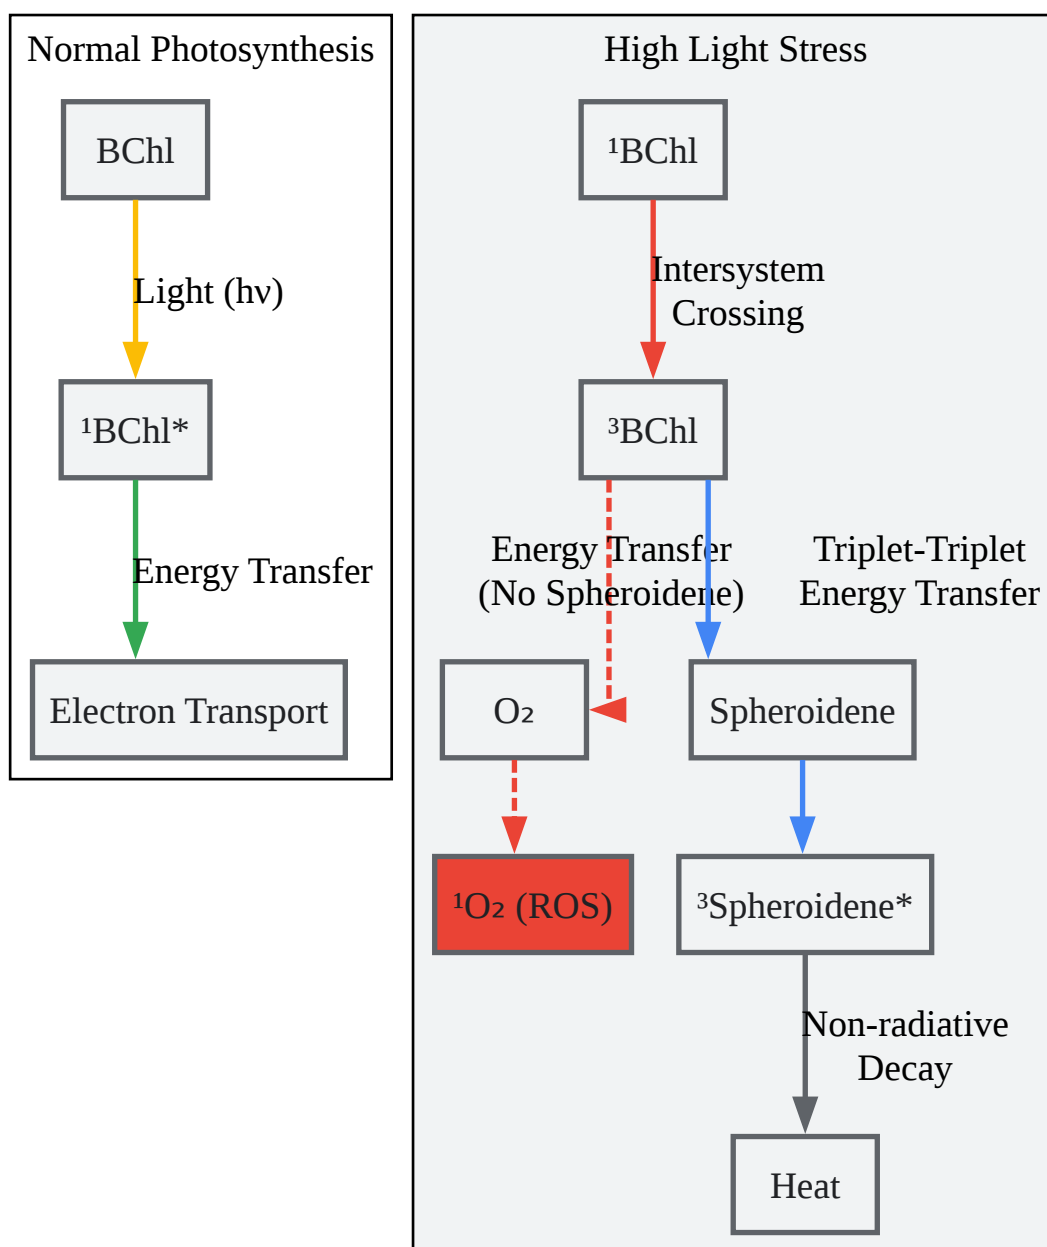 Normal Photosynthesis
BChl
Light (hν)
¹BChl*
Energy Transfer
Electron Transport
High Light Stress
¹BChl
Intersystem
Crossing
³BChl
Energy Transfer
(No Spheroidene)
Triplet-Triplet
Energy Transfer
O₂
Spheroidene
¹O₂ (ROS)
³Spheroidene*
Non-radiative
Decay
Heat